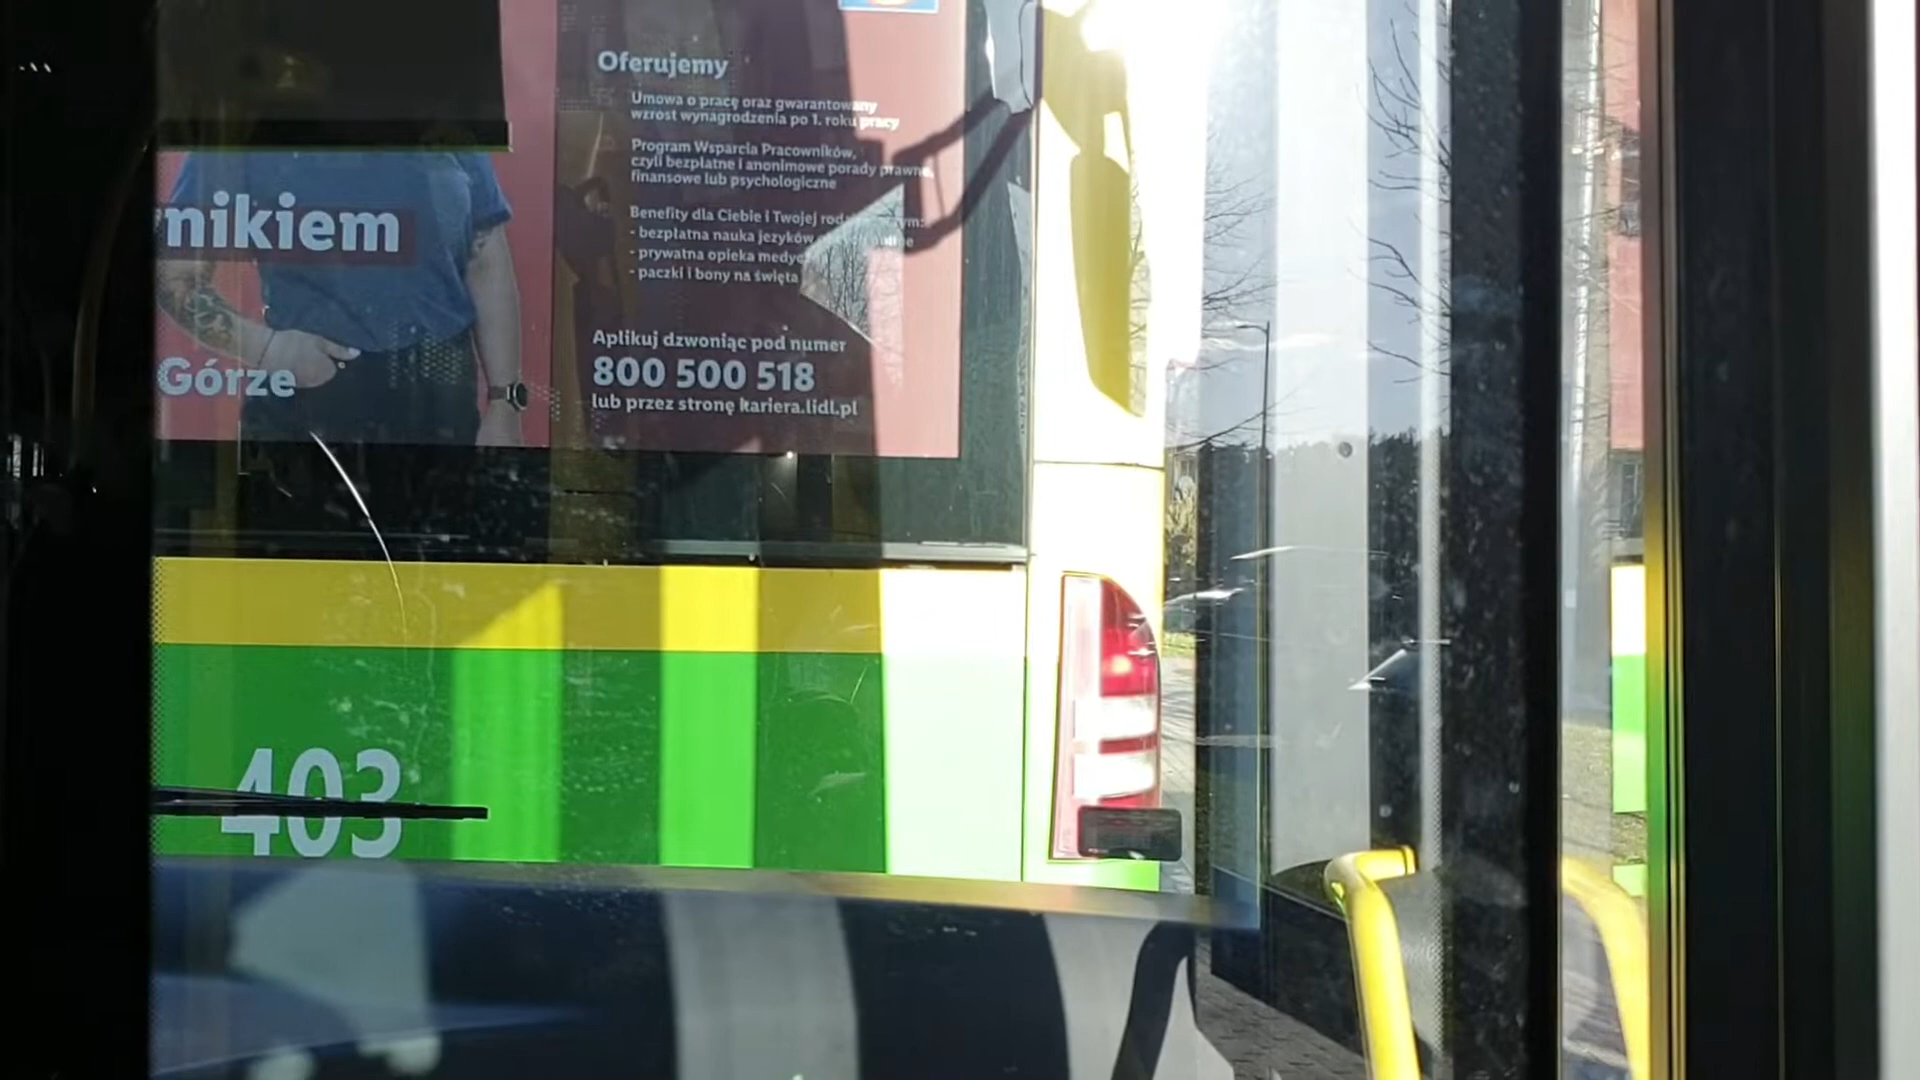 Oferujemy
Umowa o pracę oraz gwarantowany
wzrost wynagrodzenia po 1. roku pracy
Program Wsparcia Pracowników,
czyli bezpłatne i anonimowe porady prawne,
finansowe lub psychologiczne
Benefity dla Ciebie i Twojej
- bezpłatna nauka języków
- prywatna opieka
- paczki i bony na święta
Aplikuj dzwoniąc pod numer
800 500 518
lub przez stronę kariera.lidl.pl
nikiem
Górze
403